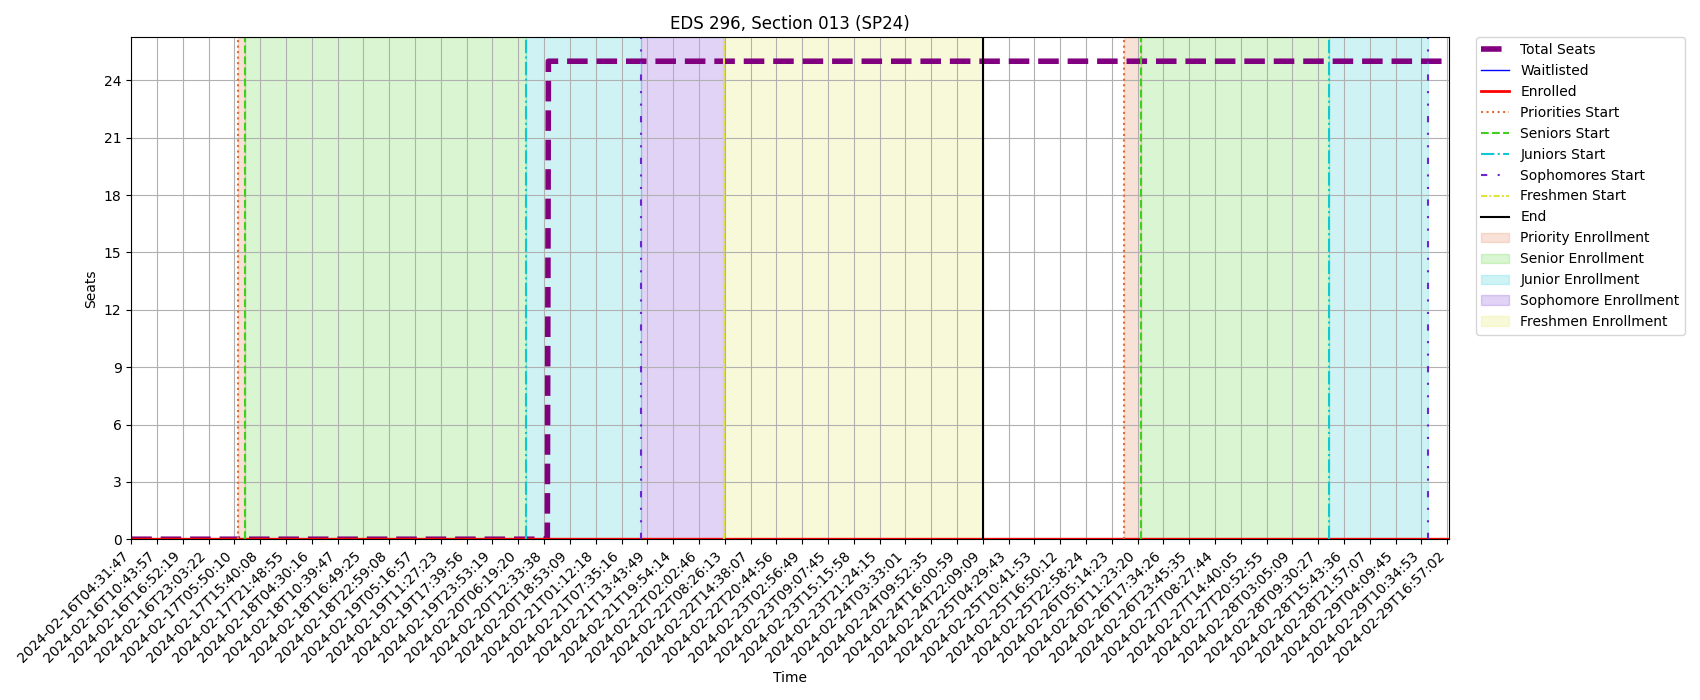 EDS 296, Section 013 (SP24)
Seats
24
21
18
15
12
9
6
3
0
2024-02-16T04:31:47
2024-02-16T10:43:57
2024-02-16T16:52:19
2024-02-16T23:03:22
2024-02-17T05:50:10
2024-02-17T15:40:08
2024-02-17T21:48:55
2024-02-18T04:30:16
2024-02-18T10:39:47
2024-02-18T16:49:25
2024-02-18T22:59:08
2024-02-19T05:16:57
2024-02-19T11:27:23
2024-02-19T17:39:56
2024-02-19T23:53:19
2024-02-20T06:19:20
2024-02-20T12:33:38
2024-02-20T18:53:09
2024-02-21T01:12:18
2024-02-21T07:35:16
2024-02-21T13:43:49
2024-02-21T19:54:14
2024-02-22T02:02:46
2024-02-22T08:26:13
2024-02-22T14:38:07
2024-02-22T20:44:56
2024-02-23T02:56:49
2024-02-23T09:07:45
2024-02-23T15:15:58
2024-02-23T21:24:15
2024-02-24T03:33:01
2024-02-24T09:52:35
2024-02-24T16:00:59
2024-02-24T22:09:09
2024-02-25T04:29:43
2024-02-25T10:41:53
2024-02-25T16:50:12
2024-02-25T22:58:24
2024-02-26T05:14:23
2024-02-26T11:23:20
2024-02-26T17:34:26
2024-02-26T23:45:35
2024-02-27T08:27:44
2024-02-27T14:40:05
2024-02-27T20:52:55
2024-02-28T03:05:09
2024-02-28T09:30:27
2024-02-28T15:43:36
2024-02-28T21:57:07
2024-02-29T04:09:45
2024-02-29T10:34:53
2024-02-29T16:57:02
Time
Total Seats
Waitlisted
Enrolled
Priorities Start
Seniors Start
Juniors Start
Sophomores Start
Freshmen Start
End
Priority Enrollment
Senior Enrollment
Junior Enrollment
Sophomore Enrollment
Freshmen Enrollment